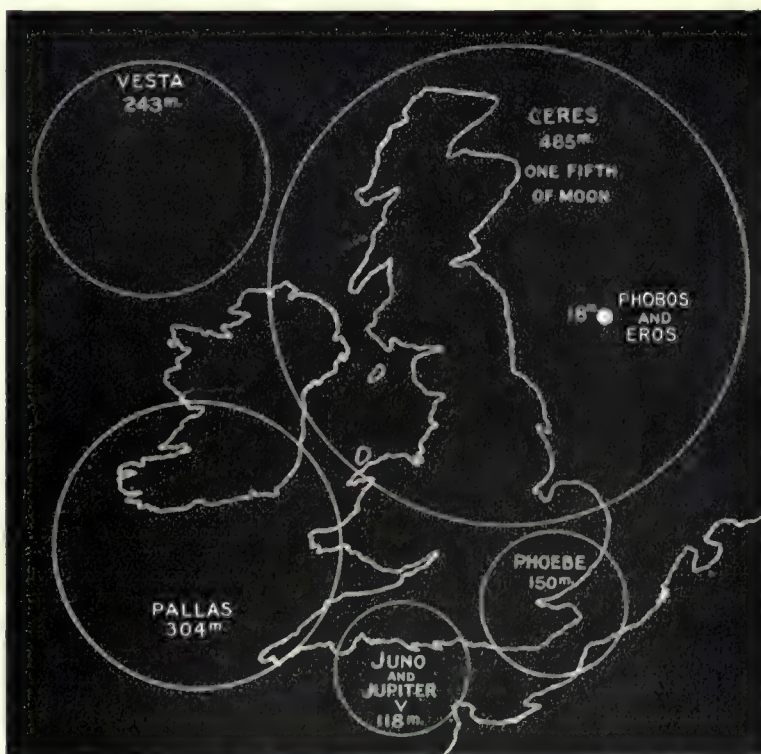 VESTA
243m.
CERES
485m.
ONE FIFTH
OF MOON
18m.
PHOBOS
AND
EROS
PHOEBE
150m.
PALLAS
304m.
JUNO
AND
JUPITER
V
118m.